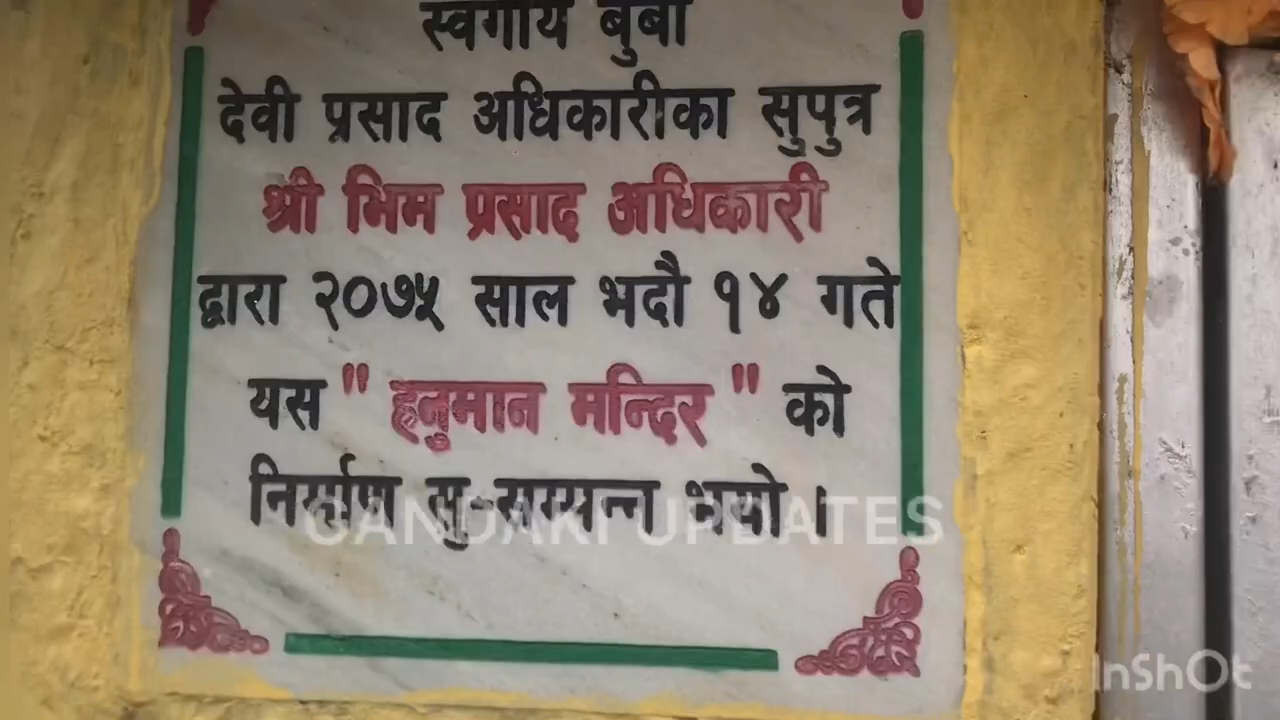 स्वर्गीय बुबा
देवी प्रसाद अधिकारीका सुपुत्र
श्री भिम प्रसाद अधिकारी
द्वारा २०७५ साल भदौ १४ गते
यस " हनुमान मन्दिर " को
निर्माण सु-सम्पन्न भयो ।
GANDAKI UPDATES
InShOt